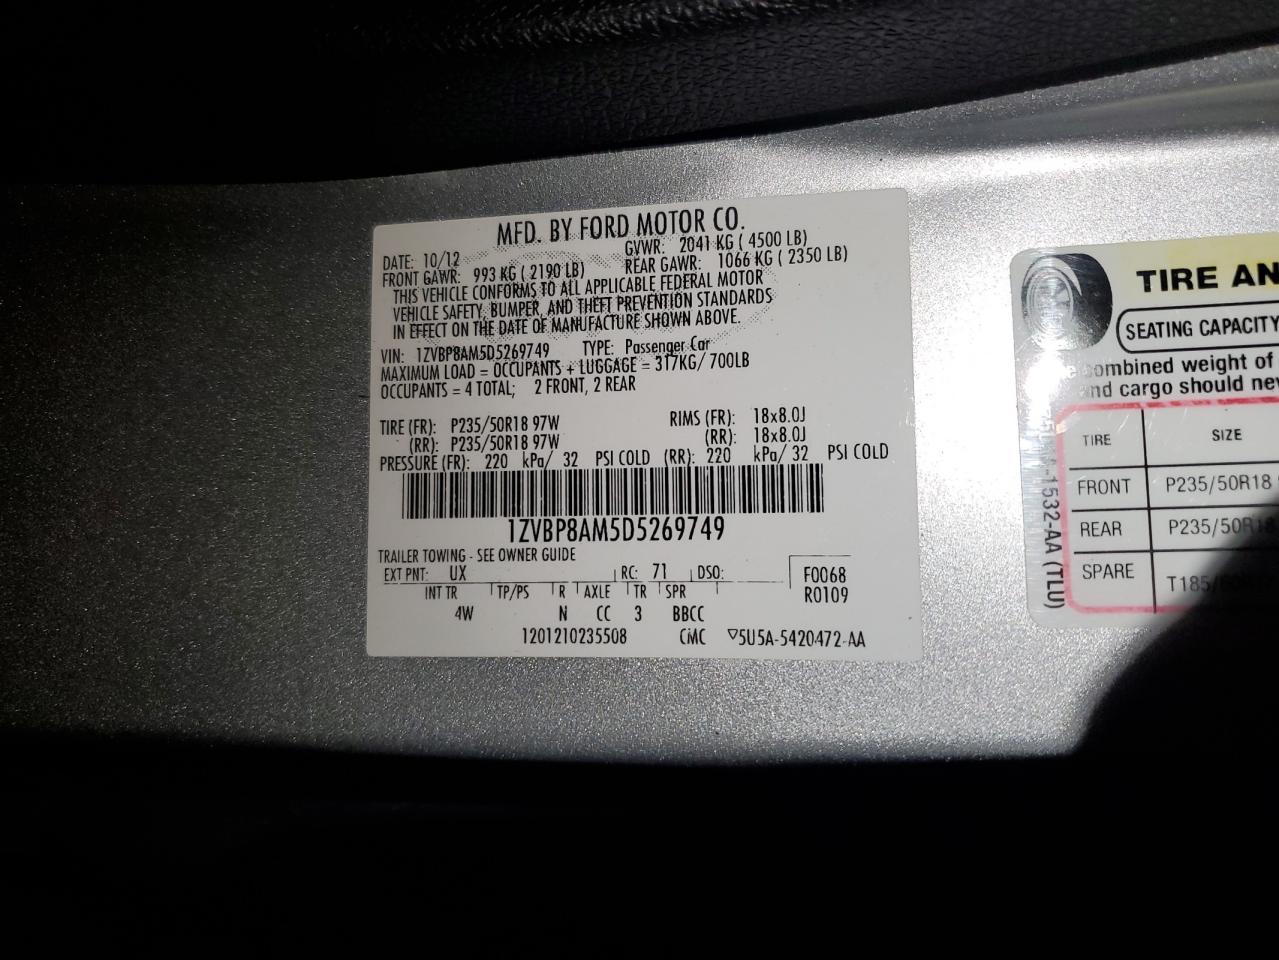 MFD. BY FORD MOTOR CO.
DATE: 10/12 GVWR: 2041 KG ( 4500 LB)
FRONT GAWR: 993 KG ( 2190 LB) REAR GAWR: 1066 KG ( 2350 LB)
THIS VEHICLE CONFORMS TO ALL APPLICABLE FEDERAL MOTOR
VEHICLE SAFETY, BUMPER, AND THEFT PREVENTION STANDARDS
IN EFFECT ON THE DATE OF MANUFACTURE SHOWN ABOVE.
VIN: 1ZVBP8AM5D5269749 TYPE: Passenger Car
MAXIMUM LOAD = OCCUPANTS + LUGGAGE = 317KG/ 700LB
OCCUPANTS = 4 TOTAL; 2 FRONT, 2 REAR
TIRE (FR): P235/50R18 97W RIMS (FR): 18x8.0J
(RR): P235/50R18 97W (RR): 18x8.0J
PRESSURE (FR): 220 kPa/ 32 PSI COLD (RR): 220 kPa/ 32 PSI COLD
1ZVBP8AM5D5269749
TRAILER TOWING - SEE OWNER GUIDE
EXT PNT: UX RC: 71 DSO: F0068
INT TR TP/PS R AXLE TR SPR R0109
4W N CC 3 BBCC
1201210235508 CMC ▽5U5A-5420472-AA
TIRE AN
SEATING CAPACITY
combined weight of
and cargo should nev
TIRE SIZE
FRONT P235/50R18
REAR P235/50R18
SPARE T185/
-1532-AA (TLU)